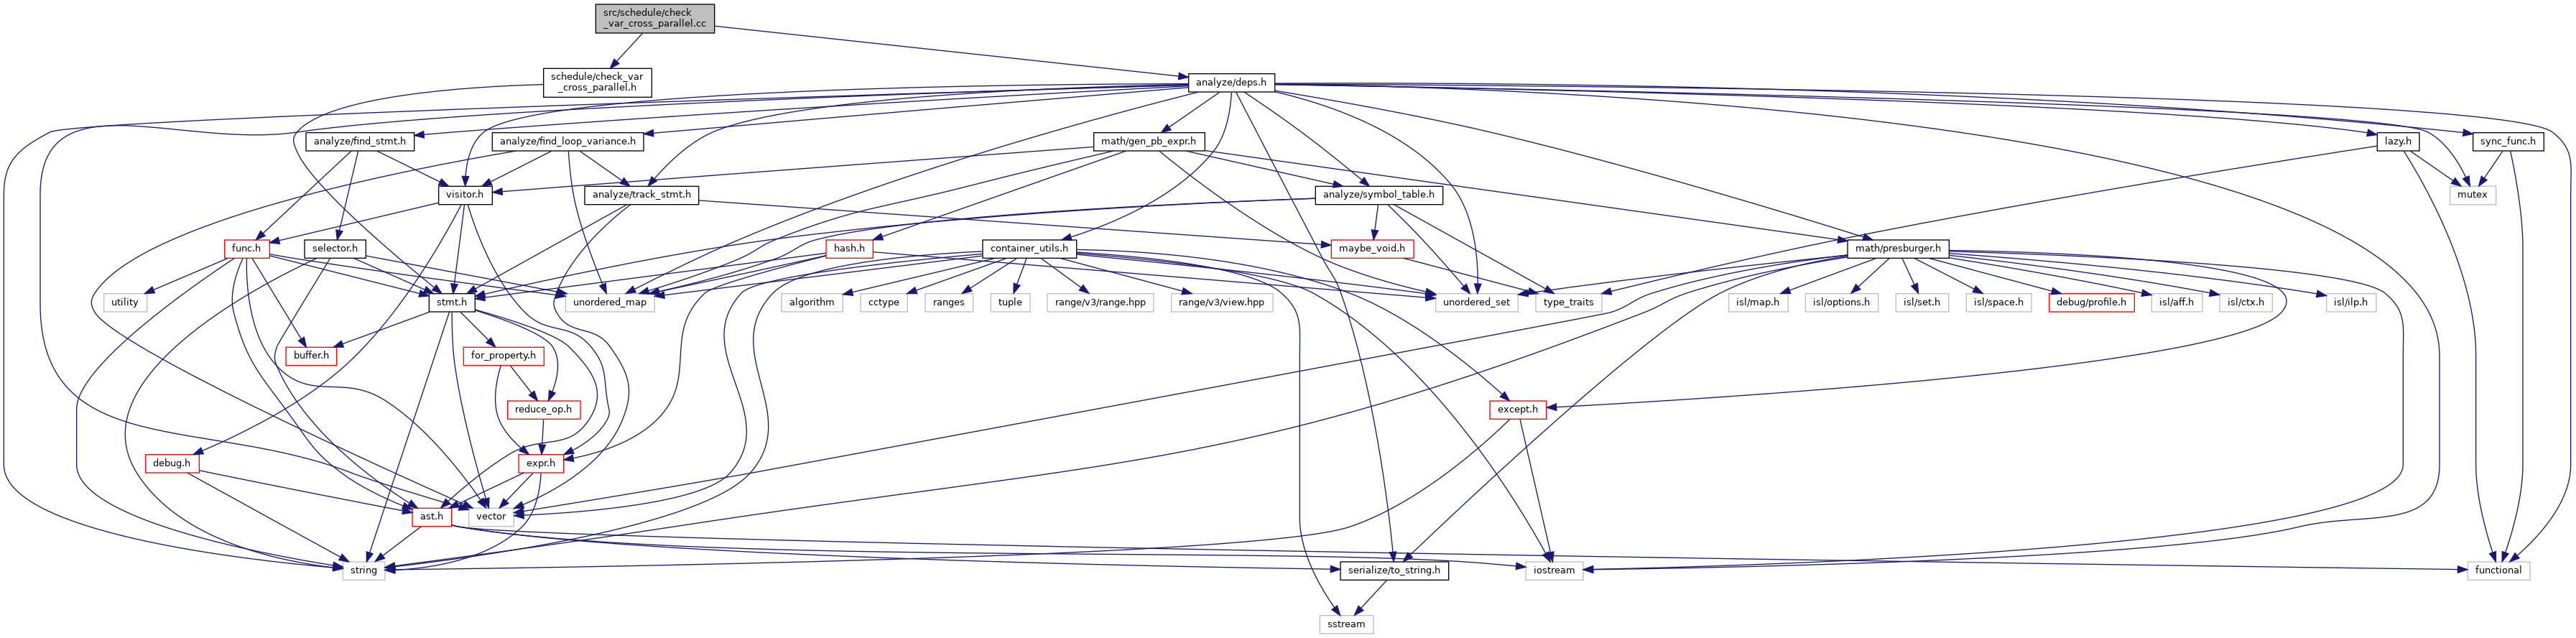 src/schedule/check
_var_cross_parallel.cc
schedule/check_var
_cross_parallel.h
analyze/deps.h
analyze/find_stmt.h
analyze/find_loop_variance.h
math/gen_pb_expr.h
lazy.h
sync_func.h
visitor.h
analyze/track_stmt.h
analyze/symbol_table.h
mutex
func.h
selector.h
hash.h
container_utils.h
maybe_void.h
math/presburger.h
utility
stmt.h
unordered_map
algorithm
cctype
ranges
tuple
range/v3/range.hpp
range/v3/view.hpp
unordered_set
type_traits
isl/map.h
isl/options.h
isl/set.h
isl/space.h
debug/profile.h
isl/aff.h
isl/ctx.h
isl/ilp.h
buffer.h
for_property.h
reduce_op.h
except.h
debug.h
expr.h
ast.h
vector
string
serialize/to_string.h
iostream
functional
sstream